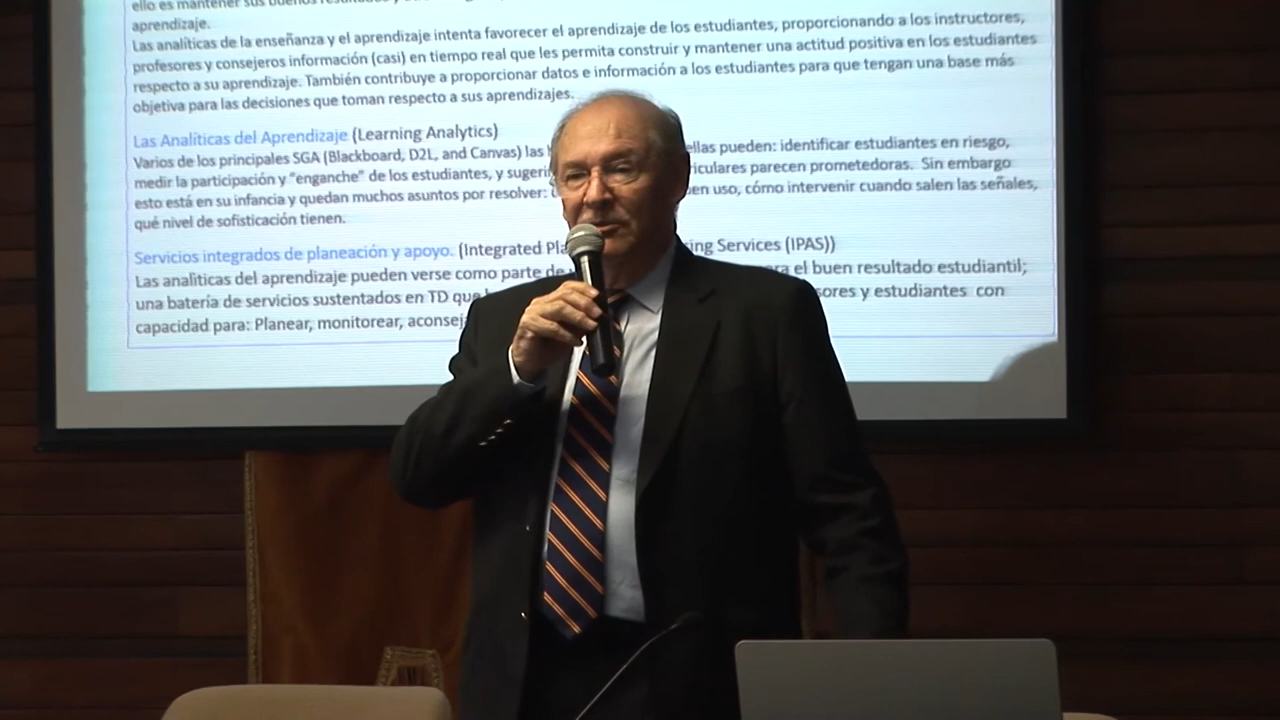 ello es mantener sus buenos resultados y
aprendizaje.
Las analíticas de la enseñanza y el aprendizaje intenta favorecer el aprendizaje de los estudiantes, proporcionando a los instructores,
profesores y consejeros información (casi) en tiempo real que les permita construir y mantener una actitud positiva en los estudiantes
respecto a su aprendizaje. También contribuye a proporcionar datos e información a los estudiantes para que tengan una base más
objetiva para las decisiones que toman respecto a sus aprendizajes.
Las Analíticas del Aprendizaje (Learning Analytics)
Varios de los principales SGA (Blackboard, D2L, and Canvas) las ellas pueden: identificar estudiantes en riesgo,
medir la participación y "enganche" de los estudiantes, y parecen prometedoras. Sin embargo
esto está en su infancia y quedan muchos asuntos por resolver: uso, cómo intervenir cuando salen las señales,
qué nivel de sofisticación tienen.
Servicios integrados de planeación y apoyo. (Integrated Services (IPAS))
Las analíticas del aprendizaje pueden verse como parte de el buen resultado estudiantil;
una batería de servicios sustentados en TD que y estudiantes con
capacidad para: Planear, monitorear,